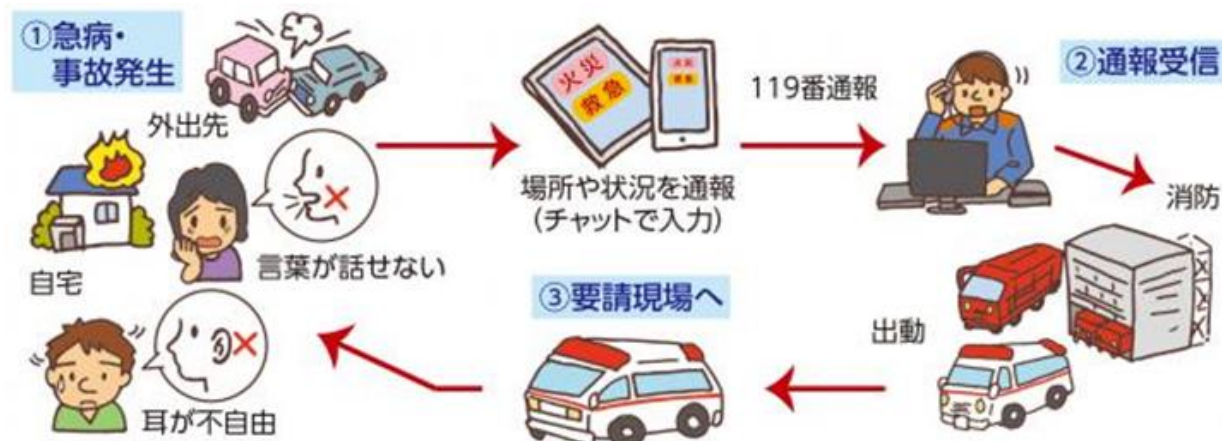 ①急病・
事故発生
外出先
自宅
言葉が話せない
耳が不自由
火災
救急
場所や状況を通報
(チャットで入力)
119番通報
②通報受信
消防
出動
③要請現場へ